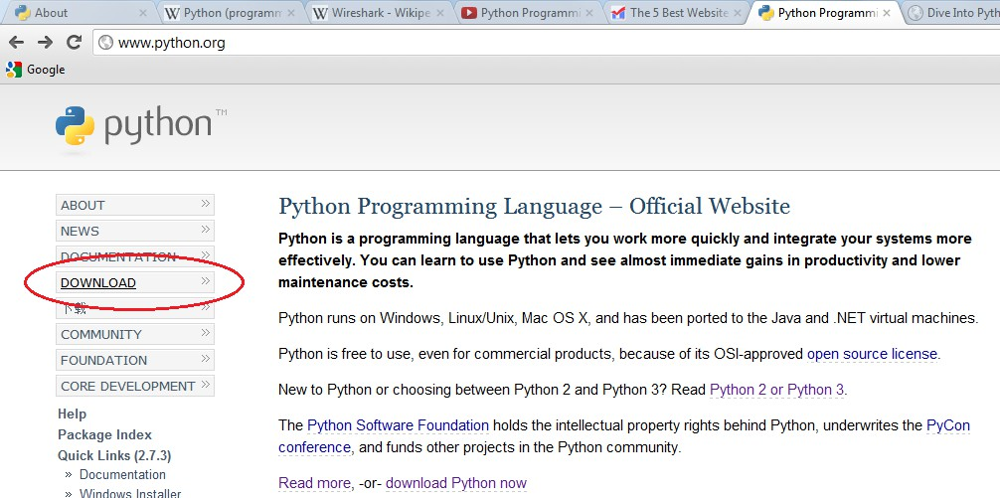 About
Python (programm
Wireshark - Wikipe
Python Programmi
The 5 Best Website
Python Programmi
Dive Into Pyth
www.python.org
Google
python™
ABOUT
NEWS
DOCUMENTATION
DOWNLOAD
下载
COMMUNITY
FOUNDATION
CORE DEVELOPMENT
Help
Package Index
Quick Links (2.7.3)
» Documentation
» Windows Installer
Python Programming Language – Official Website
Python is a programming language that lets you work more quickly and integrate your systems more
effectively. You can learn to use Python and see almost immediate gains in productivity and lower
maintenance costs.
Python runs on Windows, Linux/Unix, Mac OS X, and has been ported to the Java and .NET virtual machines.
Python is free to use, even for commercial products, because of its OSI-approved open source license.
New to Python or choosing between Python 2 and Python 3? Read Python 2 or Python 3.
The Python Software Foundation holds the intellectual property rights behind Python, underwrites the PyCon
conference, and funds other projects in the Python community.
Read more, -or- download Python now